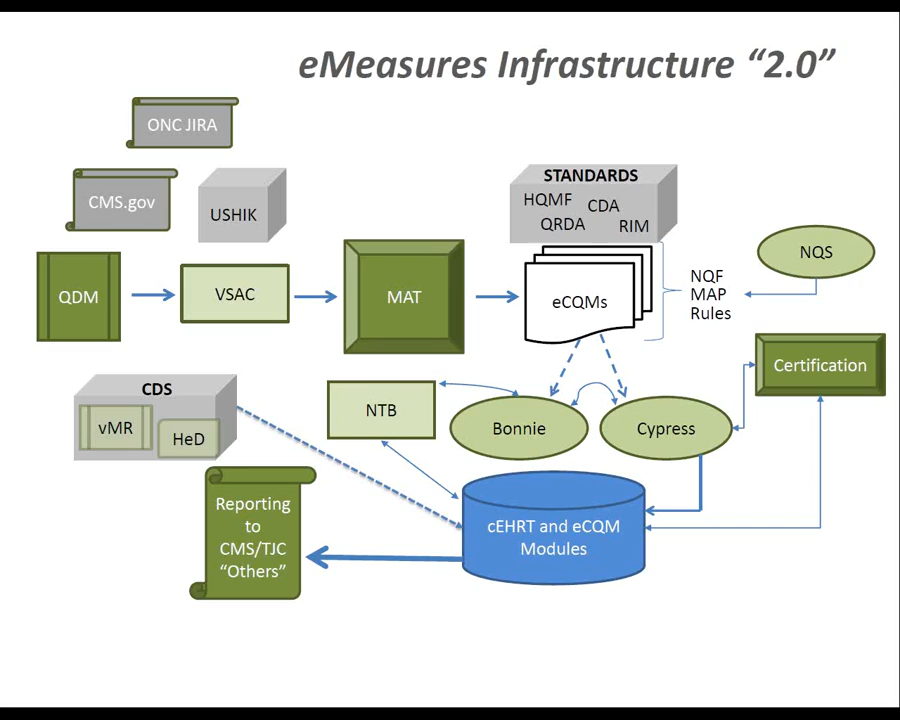 eMeasures Infrastructure “2.0”
ONC JIRA
CMS.gov
USHIK
STANDARDS
HQMF
CDA
QRDA
RIM
NQS
QDM
VSAC
MAT
eCQMs
NQF
MAP
Rules
Certification
CDS
vMR
HeD
NTB
Bonnie
Cypress
Reporting
to
CMS/TJC
“Others”
cEHRT and eCQM
Modules